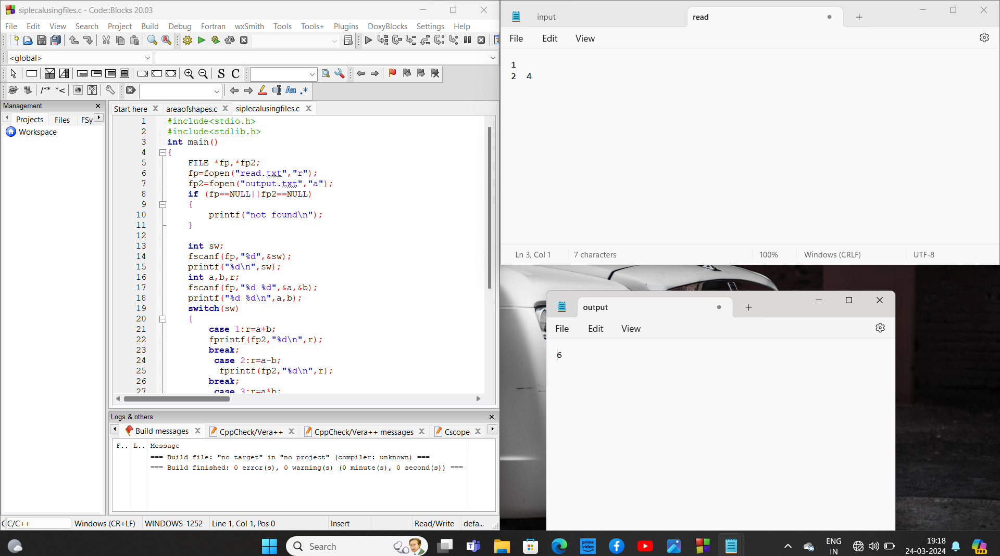 siplecalusingfiles.c - Code::Blocks 20.03
File Edit View Search Project Build Debug Fortran wxSmith Tools Tools+ Plugins DoxyBlocks Settings Help
<global>
S C
/** *<
Aa .*
Management
Projects Files FSy
Workspace
Start here areaofshapes.c siplecalusingfiles.c
1 #include<stdio.h>
2 #include<stdlib.h>
3 int main()
4 {
5 FILE *fp,*fp2;
6 fp=fopen("read.txt","r");
7 fp2=fopen("output.txt","a");
8 if (fp==NULL||fp2==NULL)
9 {
10 printf("not found\n");
11 }
12
13 int sw;
14 fscanf(fp,"%d",&sw);
15 printf("%d\n",sw);
16 int a,b,r;
17 fscanf(fp,"%d %d",&a,&b);
18 printf("%d %d\n",a,b);
19 switch(sw)
20 {
21 case 1:r=a+b;
22 fprintf(fp2,"%d\n",r);
23 break;
24 case 2:r=a-b;
25 fprintf(fp2,"%d\n",r);
26 break;
27 case 3:r=a*b;
Logs & others
Build messages CppCheck/Vera++ CppCheck/Vera++ messages Cscope
F.. L.. Message
=== Build file: "no target" in "no project" (compiler: unknown) ===
=== Build finished: 0 error(s), 0 warning(s) (0 minute(s), 0 second(s)) ===
C C/C++ Windows (CR+LF) WINDOWS-1252 Line 1, Col 1, Pos 0 Insert Read/Write defa...
input read
File Edit View
1
2 4
Ln 3, Col 1 7 characters 100% Windows (CRLF) UTF-8
output
File Edit View
6
Search
prime video
PRE
ENG
IN
19:18
24-03-2024